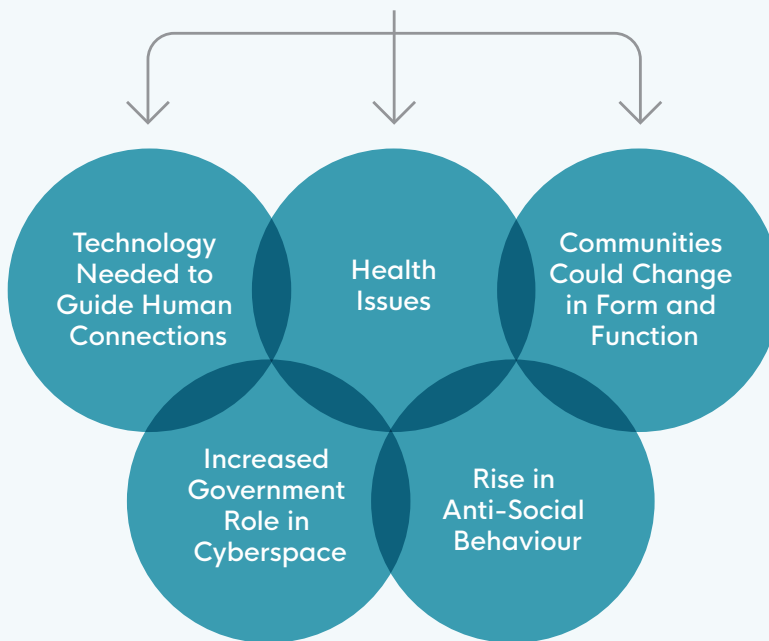 Technology
Needed to
Guide Human
Connections
Health
Issues
Communities
Could Change
in Form and
Function
Increased
Government
Role in
Cyberspace
Rise in
Anti-Social
Behaviour